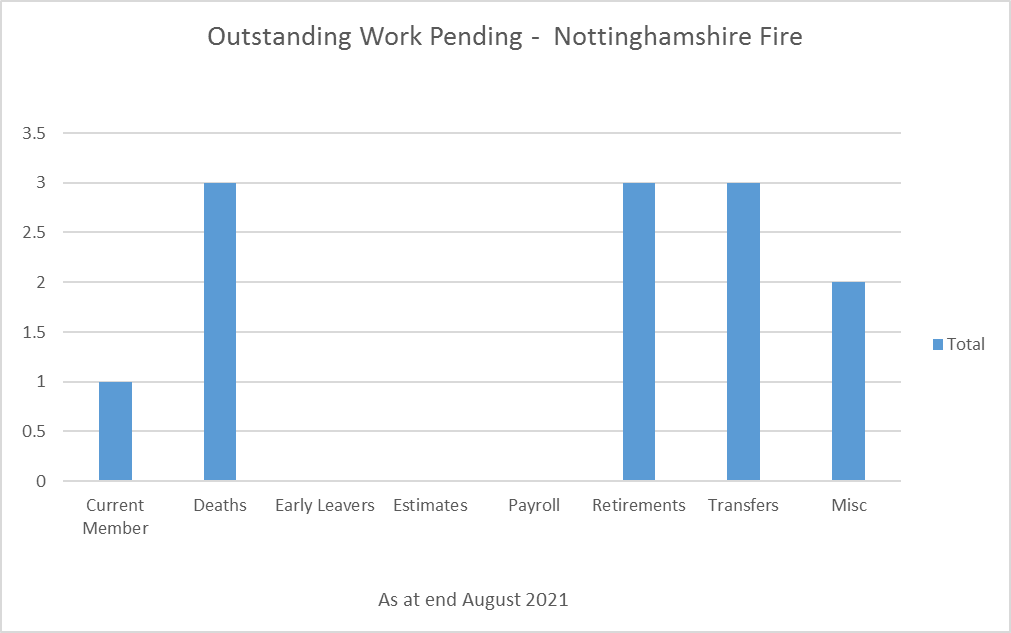 Outstanding Work Pending -  Nottinghamshire Fire
3.5
3
2.5
2
1.5
1
0.5
0
Current Member Deaths Early Leavers Estimates Payroll Retirements Transfers Misc
Total
As at end August 2021